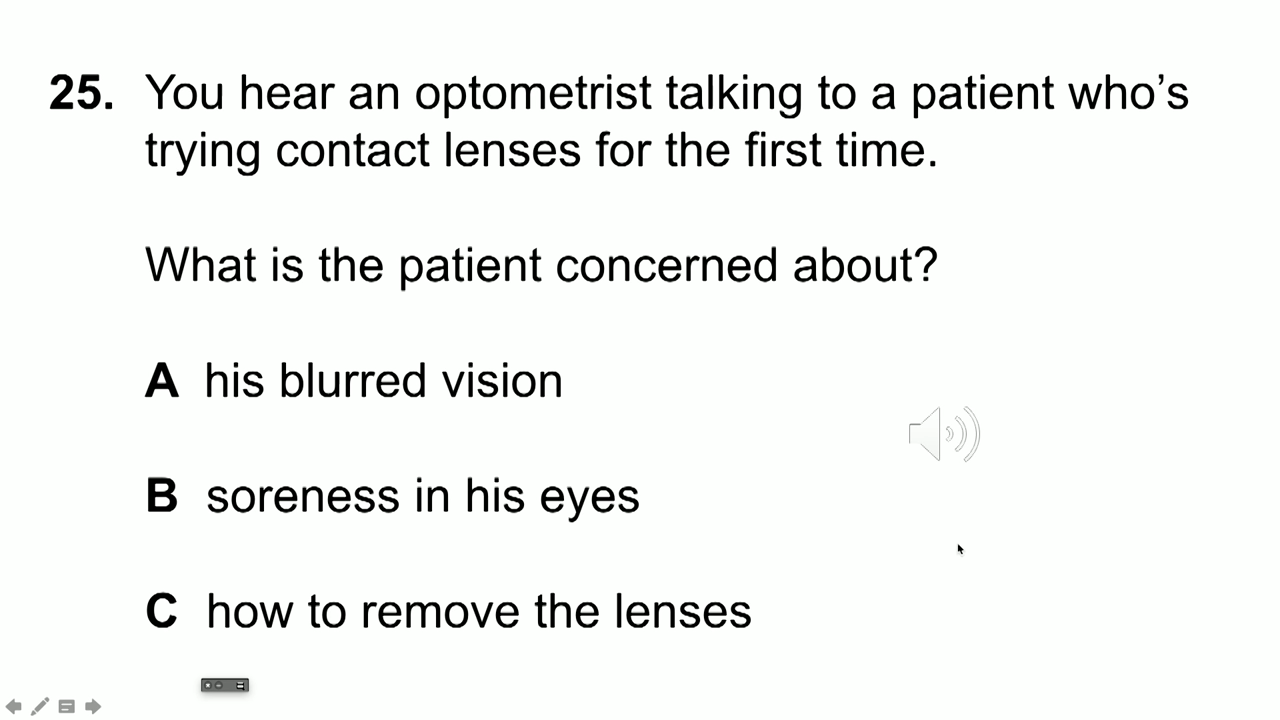 25. You hear an optometrist talking to a patient who's
trying contact lenses for the first time.
What is the patient concerned about?
A his blurred vision
B soreness in his eyes
C how to remove the lenses